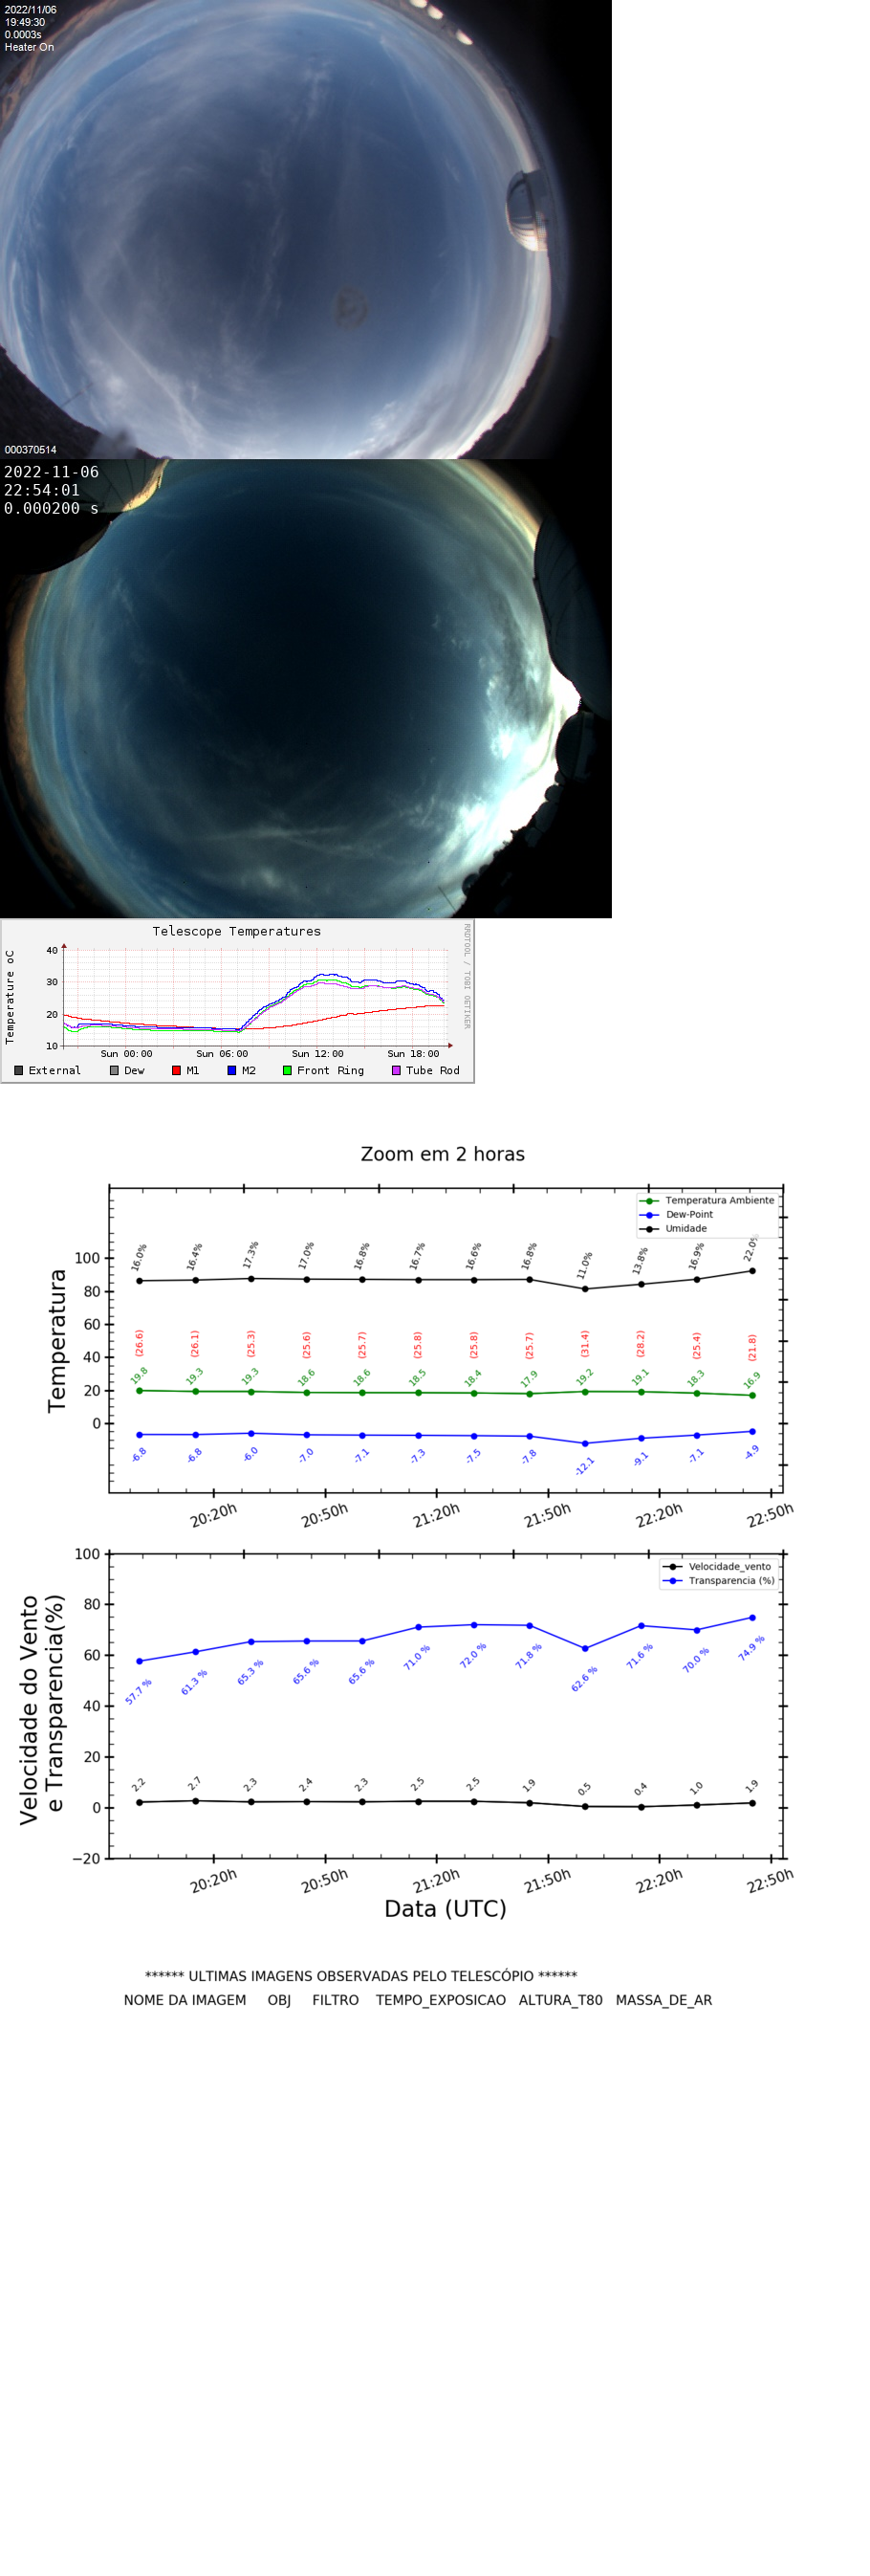 2022/11/06
19:49:30
0.0003s
Heater On
000370514
2022-11-06
22:54:01
0.000200 s
Telescope Temperatures
RRDTOOL / TOBI OETIKER
Temperature oC
40
30
20
10
Sun 00:00 Sun 06:00 Sun 12:00 Sun 18:00
External Dew M1 M2 Front Ring Tube Rod
Zoom em 2 horas
Temperatura Ambiente
Dew-Point
Umidade
Temperatura
100
80
60
40
20
0
16.0% 16.4% 17.3% 17.0% 16.8% 16.7% 16.6% 16.8% 11.0% 13.8% 16.9% 22.0%
(26.6) (26.1) (25.3) (25.6) (25.7) (25.8) (25.8) (25.7) (31.4) (28.2) (25.4) (21.8)
19.8 19.3 19.3 18.6 18.6 18.5 18.4 17.9 19.2 19.1 18.3 16.9
-6.8 -6.8 -6.0 -7.0 -7.1 -7.3 -7.5 -7.8 -12.1 -9.1 -7.1 -4.9
20:20h 20:50h 21:20h 21:50h 22:20h 22:50h
Velocidade_vento
Transparencia (%)
Velocidade do Vento
e Transparencia(%)
100
80
60
40
20
0
−20
57.7 % 61.3 % 65.3 % 65.6 % 65.6 % 71.0 % 72.0 % 71.8 % 62.6 % 71.6 % 70.0 % 74.9 %
2.2 2.7 2.3 2.4 2.3 2.5 2.5 1.9 0.5 0.4 1.0 1.9
20:20h 20:50h 21:20h 21:50h 22:20h 22:50h
Data (UTC)
****** ULTIMAS IMAGENS OBSERVADAS PELO TELESCÓPIO ******
NOME DA IMAGEM OBJ FILTRO TEMPO_EXPOSICAO ALTURA_T80 MASSA_DE_AR